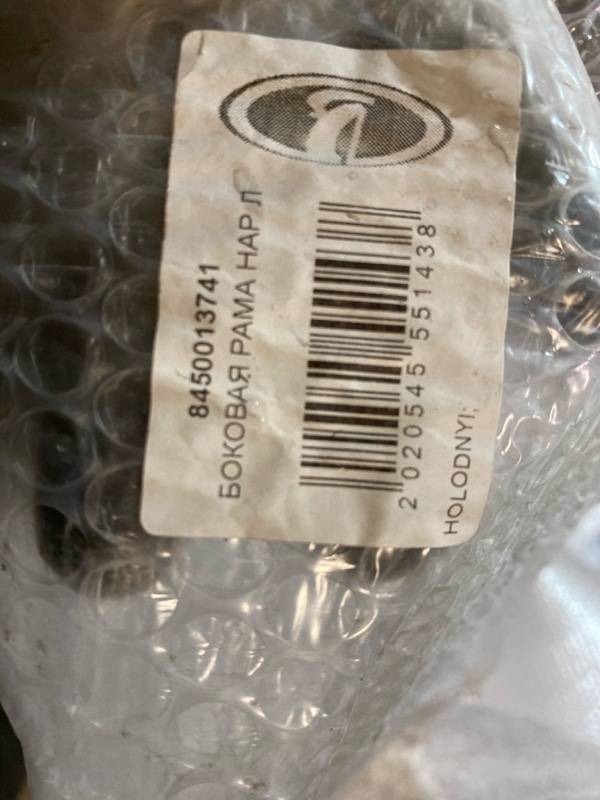 8450013741
БОКОВАЯ РАМА НАР Л
2 020545 551438
HOLODNYI;